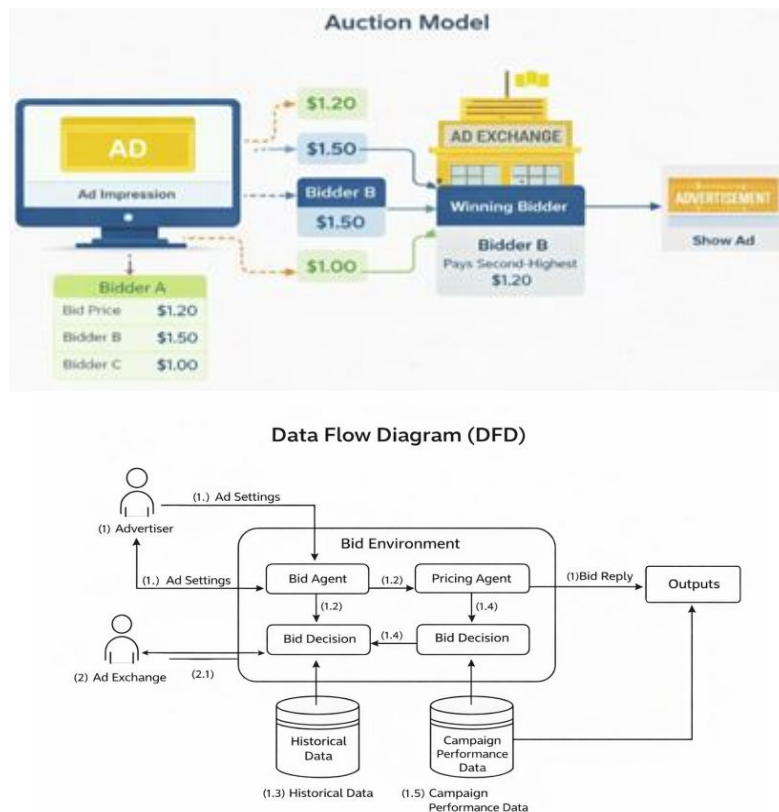 Auction Model
$1.20
AD
$1.50
AD EXCHANGE
Ad Impression
Bidder B
Winning Bidder
ADVERTISEMENT
$1.50
Bidder B
Show Ad
Pays Second-Highest
$1.00
$1.20
Bidder A
Bid Price $1.20
Bidder B $1.50
Bidder C $1.00
Data Flow Diagram (DFD)
(1.) Ad Settings
(1) Advertiser
Bid Environment
(1.) Ad Settings
Bid Agent
(1.2)
Pricing Agent
(1)Bid Reply
Outputs
(1.2)
(1.4)
Bid Decision
(1.4)
Bid Decision
(2) Ad Exchange
(2.1)
Historical
Data
Campaign
Performance
Data
(1.3) Historical Data
(1.5) Campaign
Performance Data